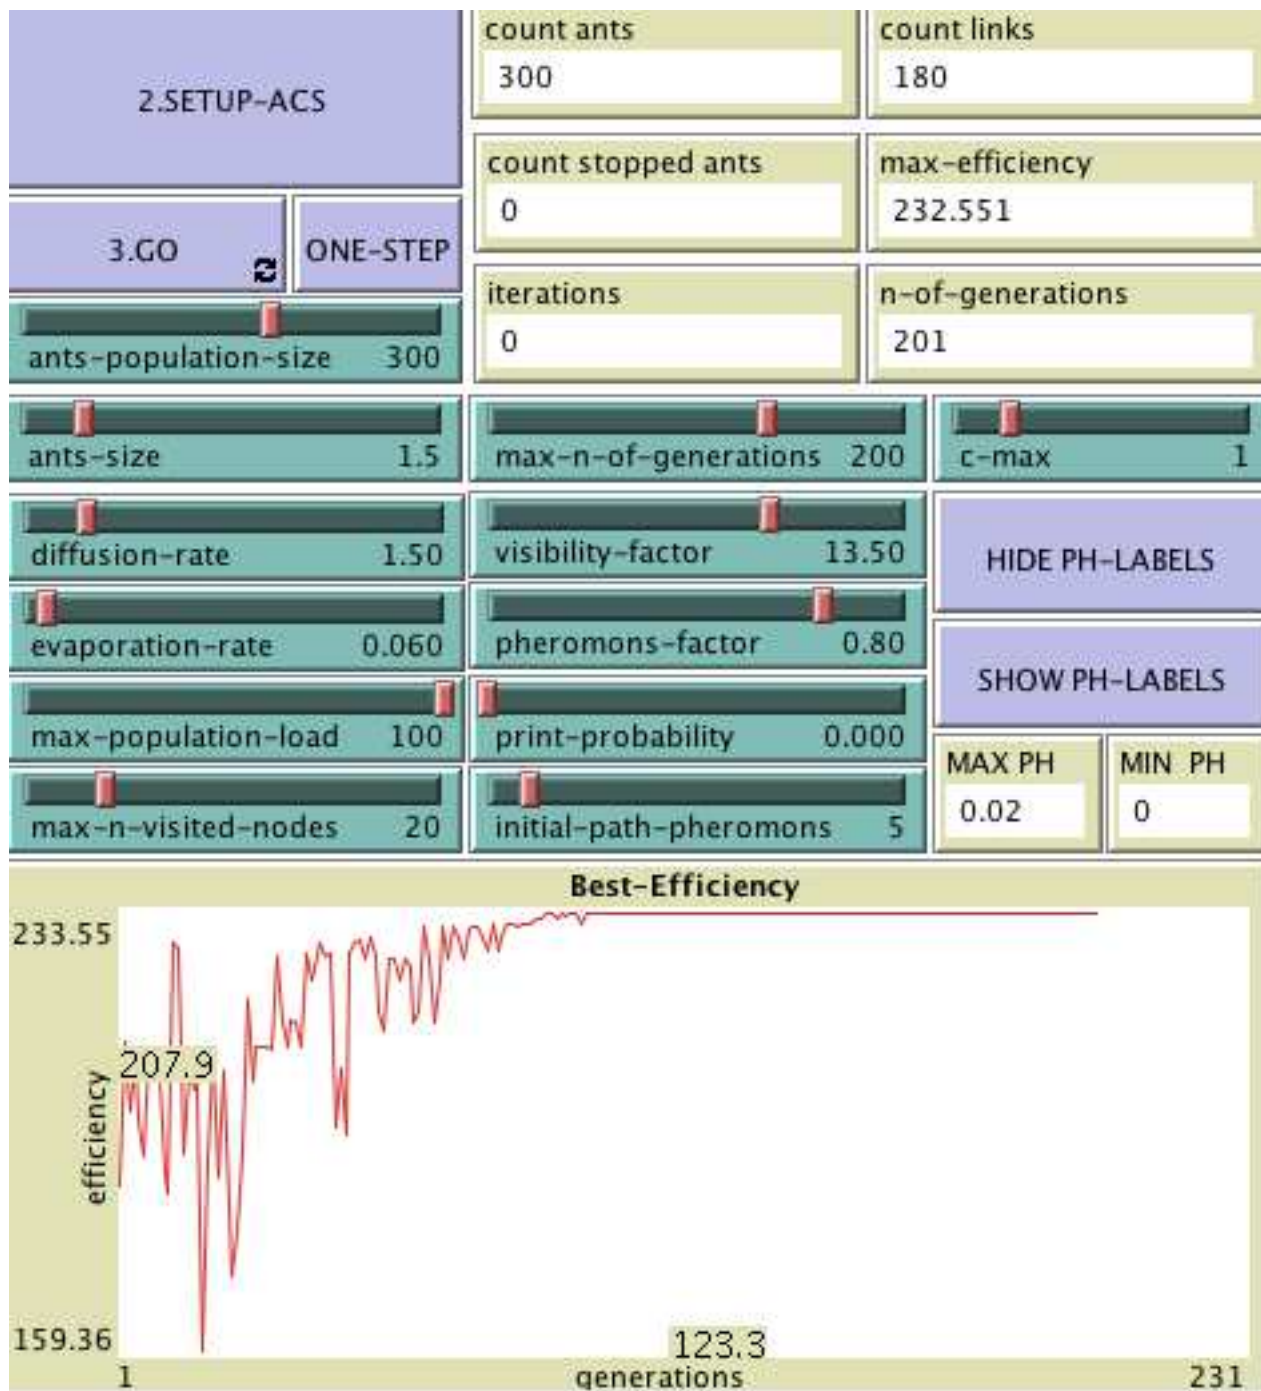 2.SETUP-ACS
count ants
300
count links
180
count stopped ants
0
max-efficiency
232.551
3.GO
ONE-STEP
iterations
0
n-of-generations
201
ants-population-size 300
ants-size 1.5
max-n-of-generations 200
c-max 1
diffusion-rate 1.50
visibility-factor 13.50
HIDE PH-LABELS
evaporation-rate 0.060
pheromons-factor 0.80
SHOW PH-LABELS
max-population-load 100
print-probability 0.000
MAX PH
0.02
MIN PH
0
max-n-visited-nodes 20
initial-path-pheromons 5
Best-Efficiency
233.55
207.9
efficiency
159.36
123.3
1
generations
231